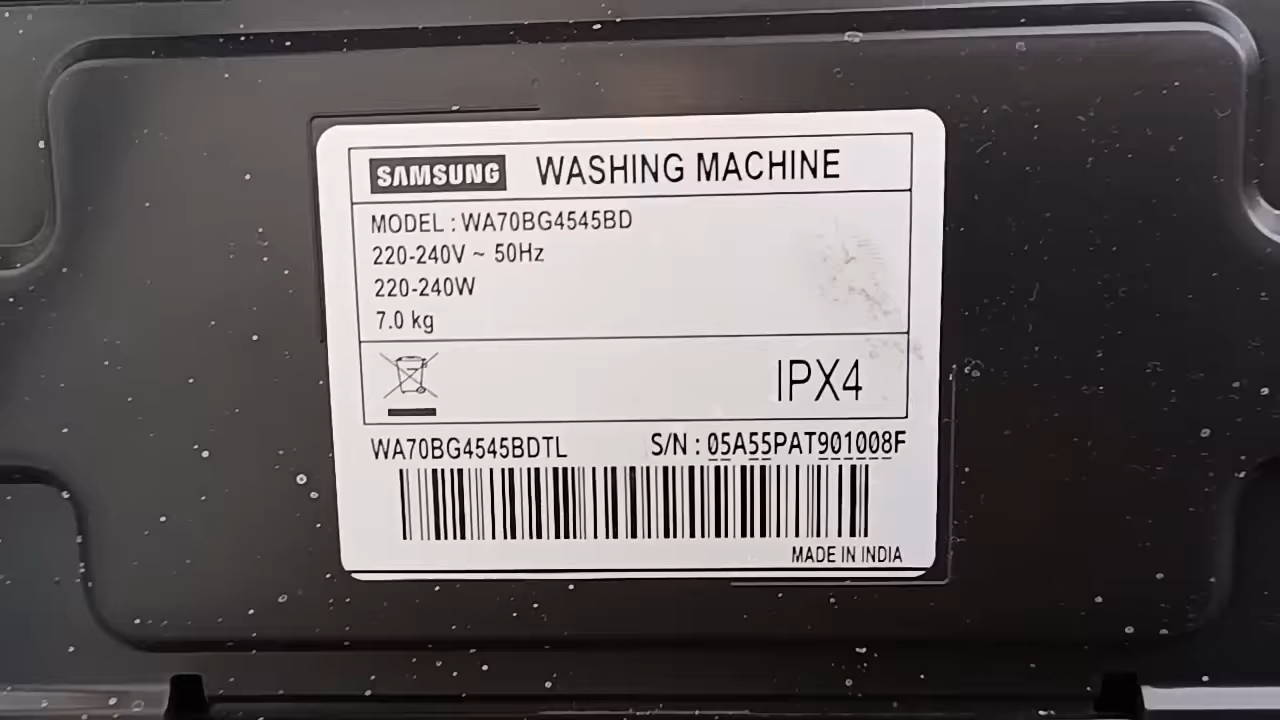 SAMSUNG WASHING MACHINE
MODEL : WA70BG4545BD
220-240V ~ 50Hz
220-240W
7.0 kg
IPX4
WA70BG4545BDTL S/N : 05A55PAT901008F
MADE IN INDIA